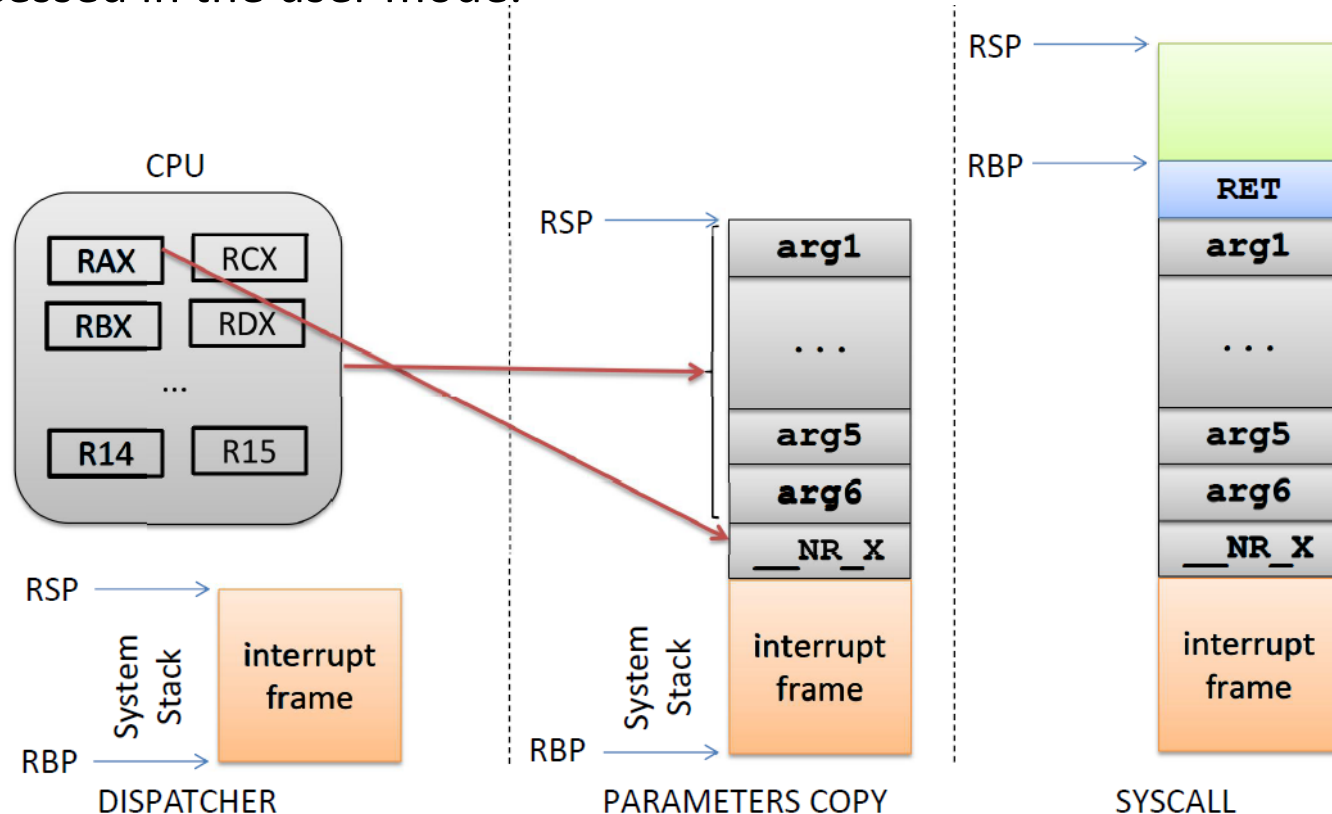 CPU
RAX
RCX
RBX
RDX
...
R14
R15
RSP
System
Stack
interrupt
frame
RBP
DISPATCHER
RSP
arg1
...
arg5
arg6
__NR_X
System
Stack
interrupt
frame
RBP
PARAMETERS COPY
RSP
RBP
RET
arg1
...
arg5
arg6
__NR_X
interrupt
frame
SYSCALL